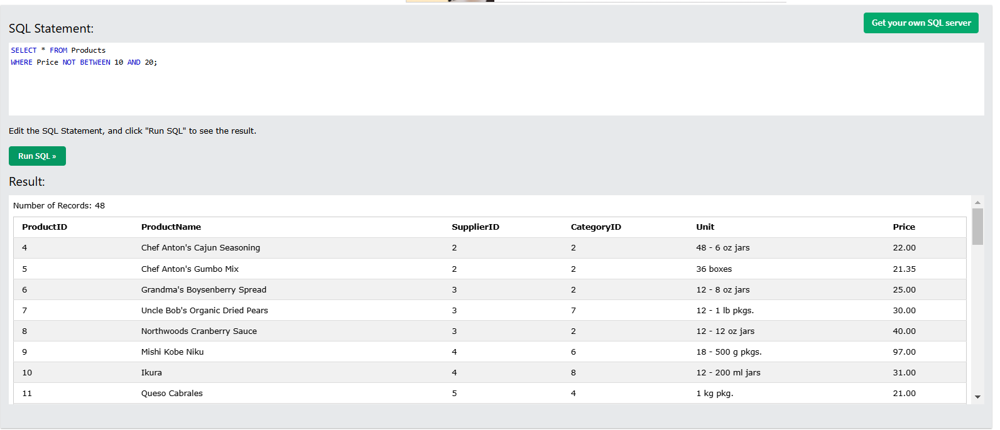 SQL Statement:
Get your own SQL server
SELECT * FROM Products
WHERE Price NOT BETWEEN 10 AND 20;
Edit the SQL Statement, and click "Run SQL" to see the result.
Run SQL »
Result:
Number of Records: 48
ProductID ProductName SupplierID CategoryID Unit Price
4 Chef Anton's Cajun Seasoning 2 2 48 - 6 oz jars 22.00
5 Chef Anton's Gumbo Mix 2 2 36 boxes 21.35
6 Grandma's Boysenberry Spread 3 2 12 - 8 oz jars 25.00
7 Uncle Bob's Organic Dried Pears 3 7 12 - 1 lb pkgs. 30.00
8 Northwoods Cranberry Sauce 3 2 12 - 12 oz jars 40.00
9 Mishi Kobe Niku 4 6 18 - 500 g pkgs. 97.00
10 Ikura 4 8 12 - 200 ml jars 31.00
11 Queso Cabrales 5 4 1 kg pkg. 21.00